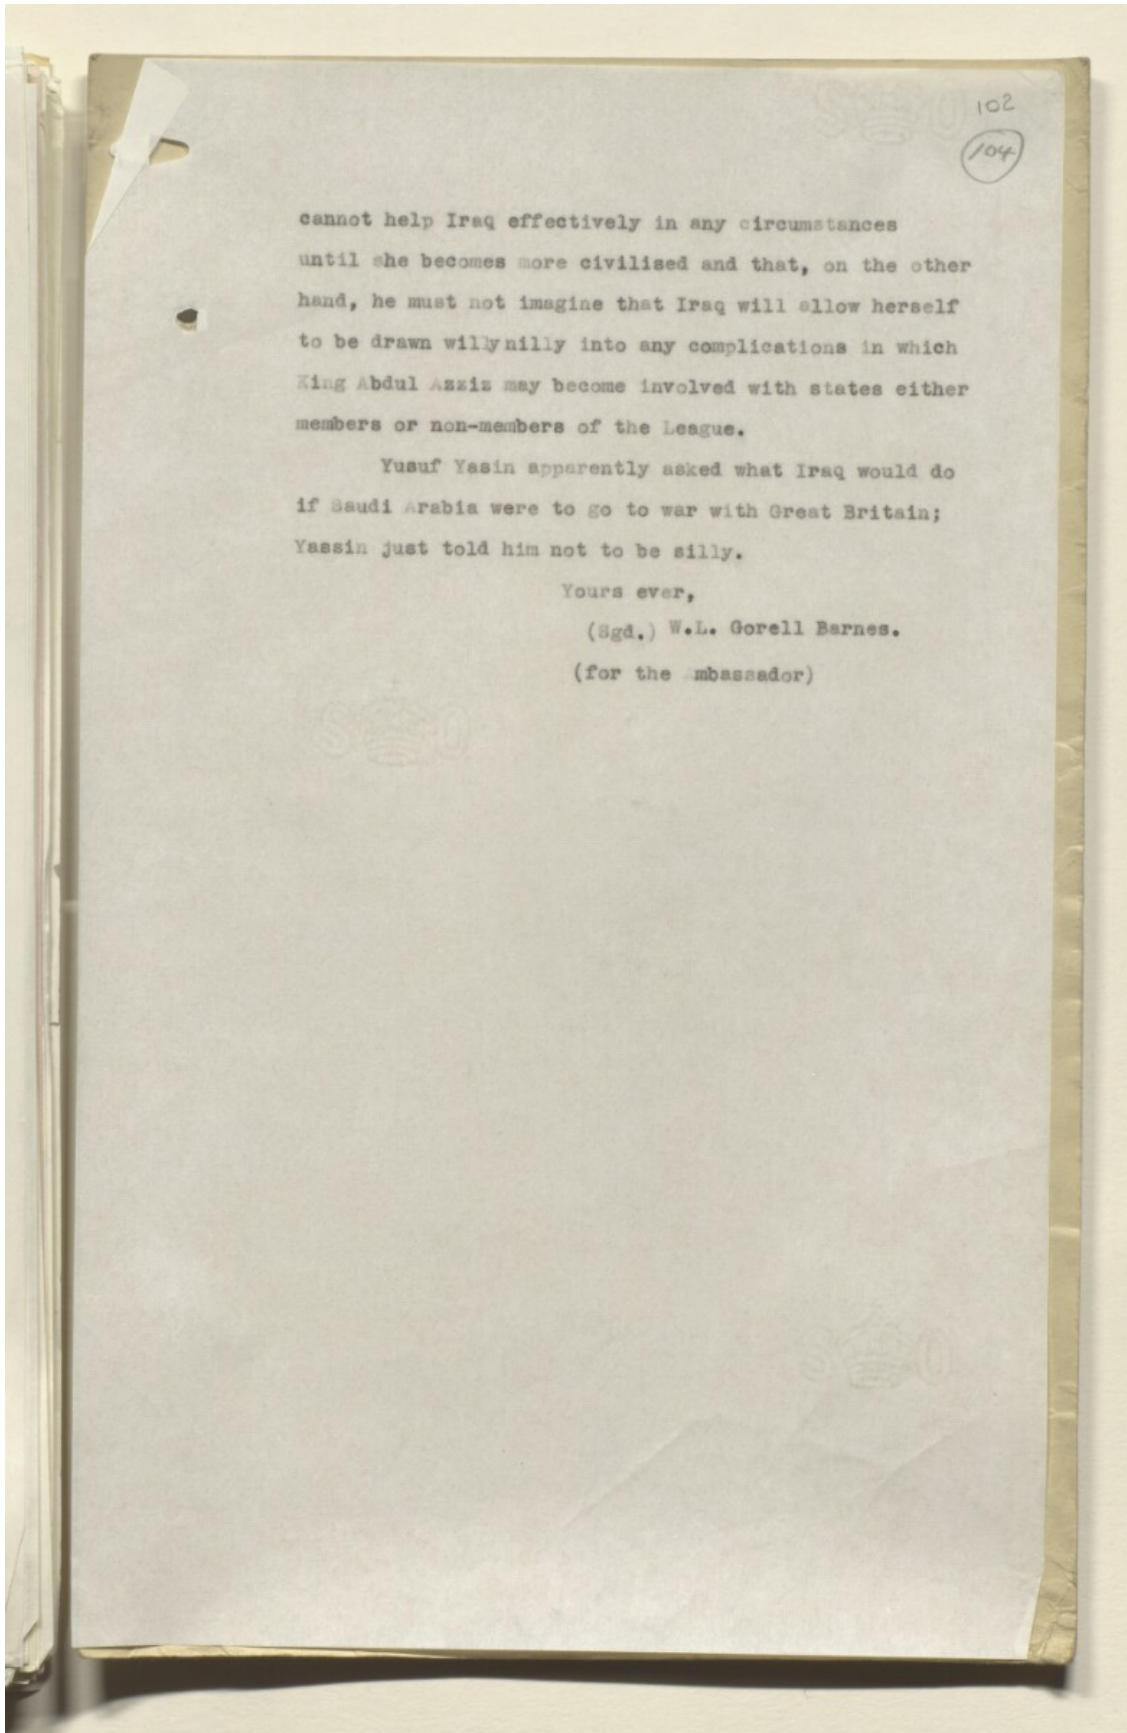 102
104
cannot help Iraq effectively in any circumstances
until she becomes more civilised and that, on the other
hand, he must not imagine that Iraq will allow herself
to be drawn willynilly into any complications in which
King Abdul Azziz may become involved with states either
members or non-members of the League.
Yusuf Yasin apparently asked what Iraq would do
if Saudi Arabia were to go to war with Great Britain;
Yassin just told him not to be silly.
Yours ever,
(Sgd.) W.L. Gorell Barnes.
(for the mbassador)